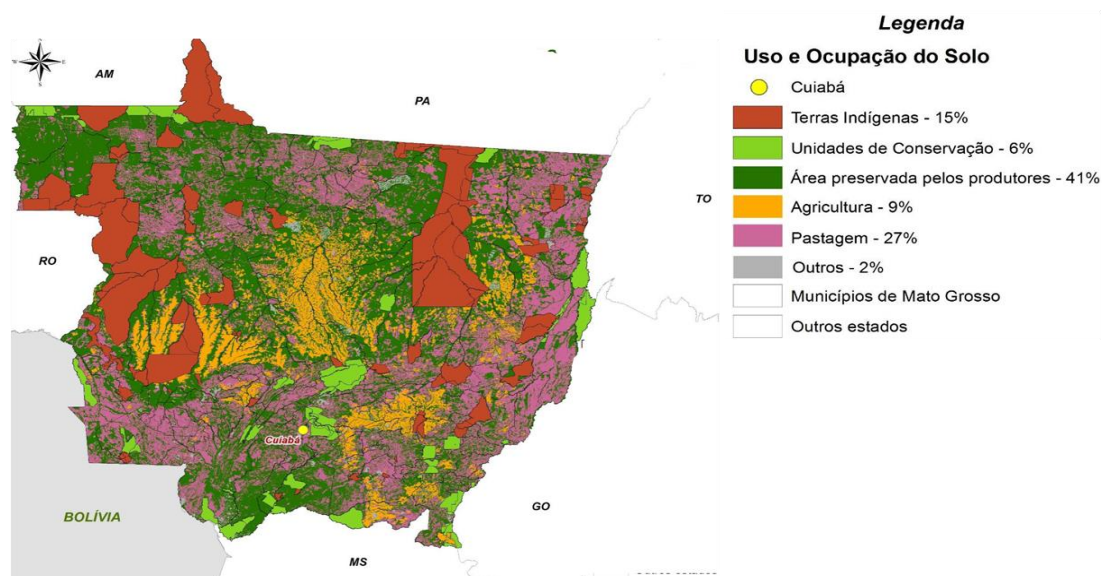 AM
PA
RO
TO
Cuiabá
BOLÍVIA
GO
MS
Legenda
Uso e Ocupação do Solo
Cuiabá
Terras Indígenas - 15%
Unidades de Conservação - 6%
Área preservada pelos produtores - 41%
Agricultura - 9%
Pastagem - 27%
Outros - 2%
Municípios de Mato Grosso
Outros estados